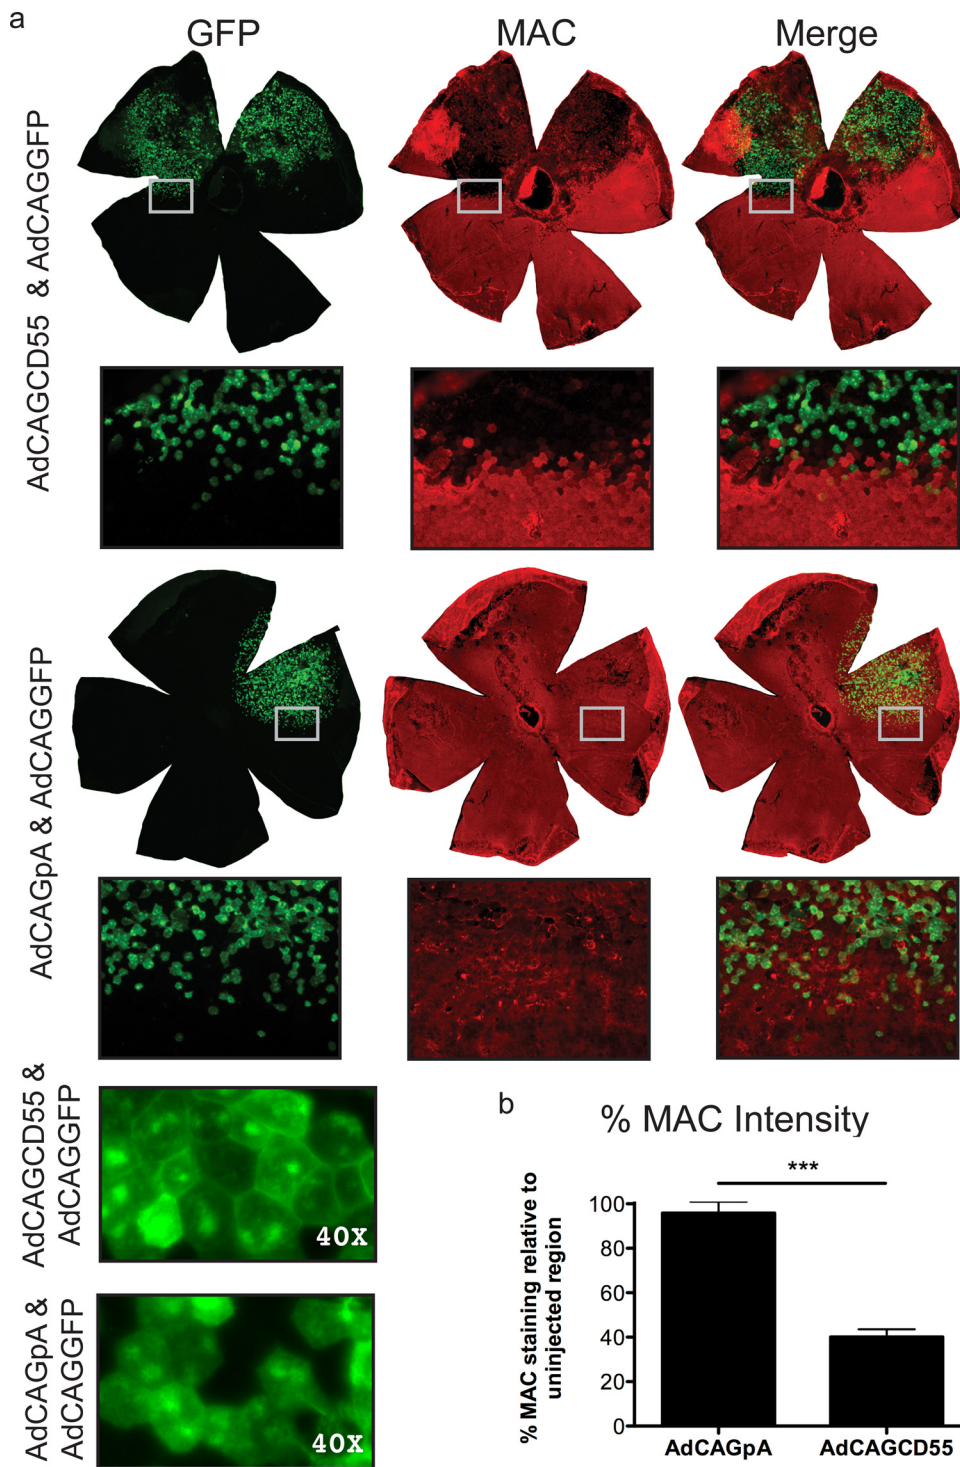 a
GFP
MAC
Merge
AdCAGCD55 & AdCAGGFP
AdCAGpA & AdCAGGFP
AdCAGCD55 &
AdCAGGFP
40X
AdCAGpA &
AdCAGGFP
40X
b
% MAC Intensity
***
% MAC staining relative to
uninjected region
100
80
60
40
20
0
AdCAGpA
AdCAGCD55